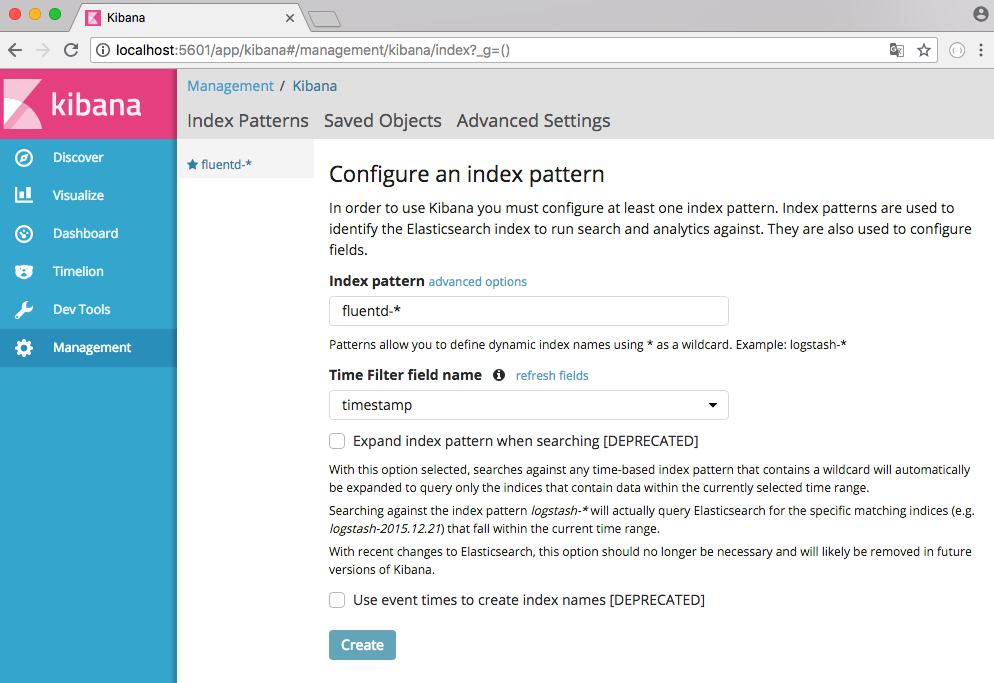 Kibana
localhost:5601/app/kibana#/management/kibana/index?_g=()
kibana
Discover
Visualize
Dashboard
Timelion
Dev Tools
Management
Management / Kibana
Index Patterns Saved Objects Advanced Settings
fluentd-*
Configure an index pattern
In order to use Kibana you must configure at least one index pattern. Index patterns are used to
identify the Elasticsearch index to run search and analytics against. They are also used to configure
fields.
Index pattern advanced options
fluentd-*
Patterns allow you to define dynamic index names using * as a wildcard. Example: logstash-*
Time Filter field name refresh fields
timestamp
Expand index pattern when searching [DEPRECATED]
With this option selected, searches against any time-based index pattern that contains a wildcard will automatically
be expanded to query only the indices that contain data within the currently selected time range.
Searching against the index pattern logstash-* will actually query Elasticsearch for the specific matching indices (e.g.
logstash-2015.12.21) that fall within the current time range.
With recent changes to Elasticsearch, this option should no longer be necessary and will likely be removed in future
versions of Kibana.
Use event times to create index names [DEPRECATED]
Create